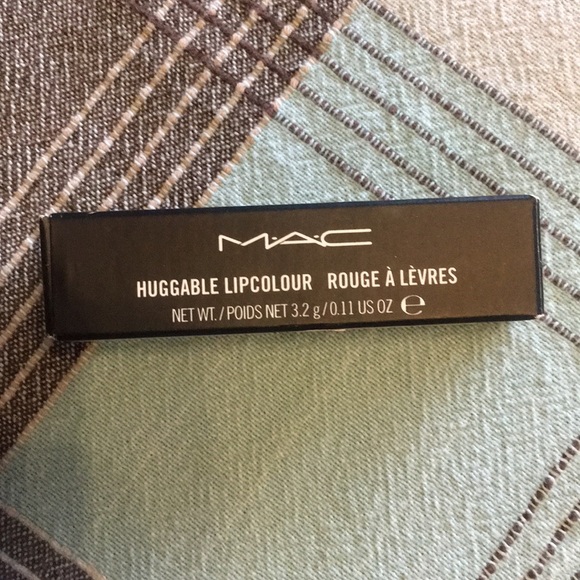 M·A·C
HUGGABLE LIPCOLOUR ROUGE À LÈVRES
NET WT./POIDS NET 3.2 g/0.11 US OZ ℮